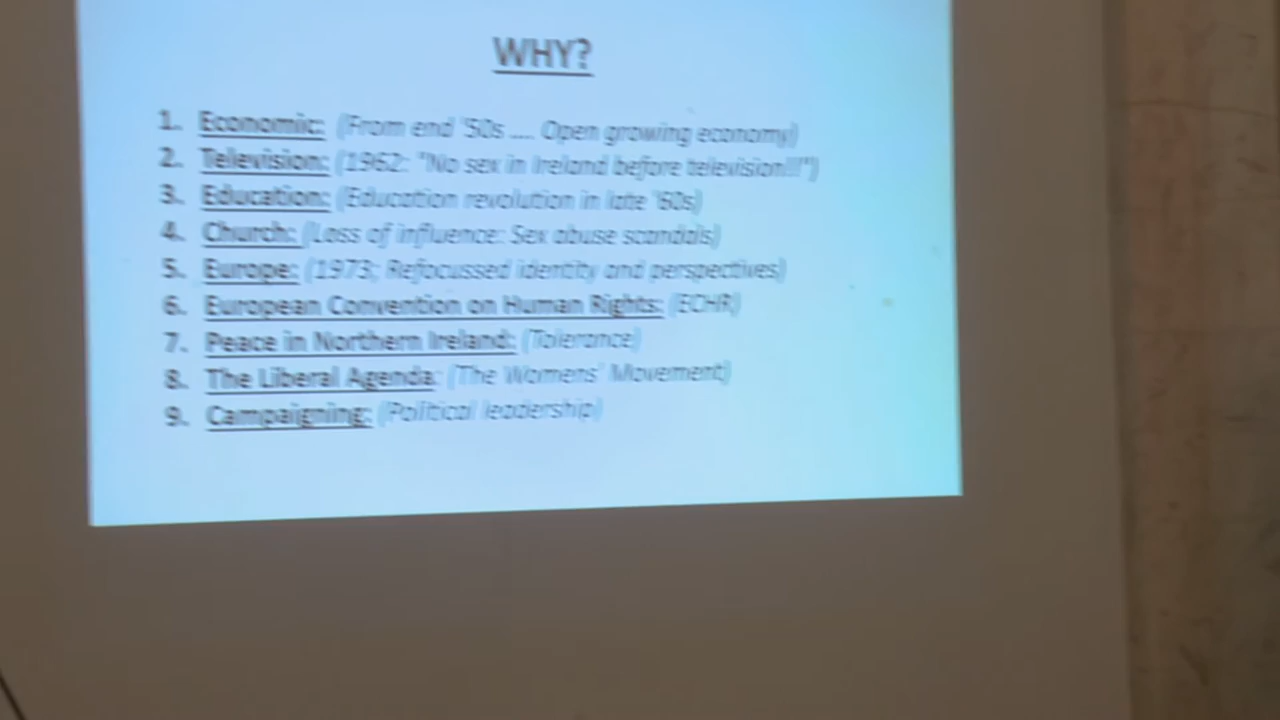 WHY?
1. Economic: (From end '50s .... Open growing economy)
2. Television: (1962: "No sex in Ireland before television!!")
3. Education: (Education revolution in late '60s)
4. Church: (Loss of influence: Sex abuse scandals)
5. Europe: (1973; Refocussed identity and perspectives)
6. European Convention on Human Rights: (ECHR)
7. Peace in Northern Ireland: (Tolerance)
8. The Liberal Agenda: (The Womens' Movement)
9. Campaigning: (Political leadership)